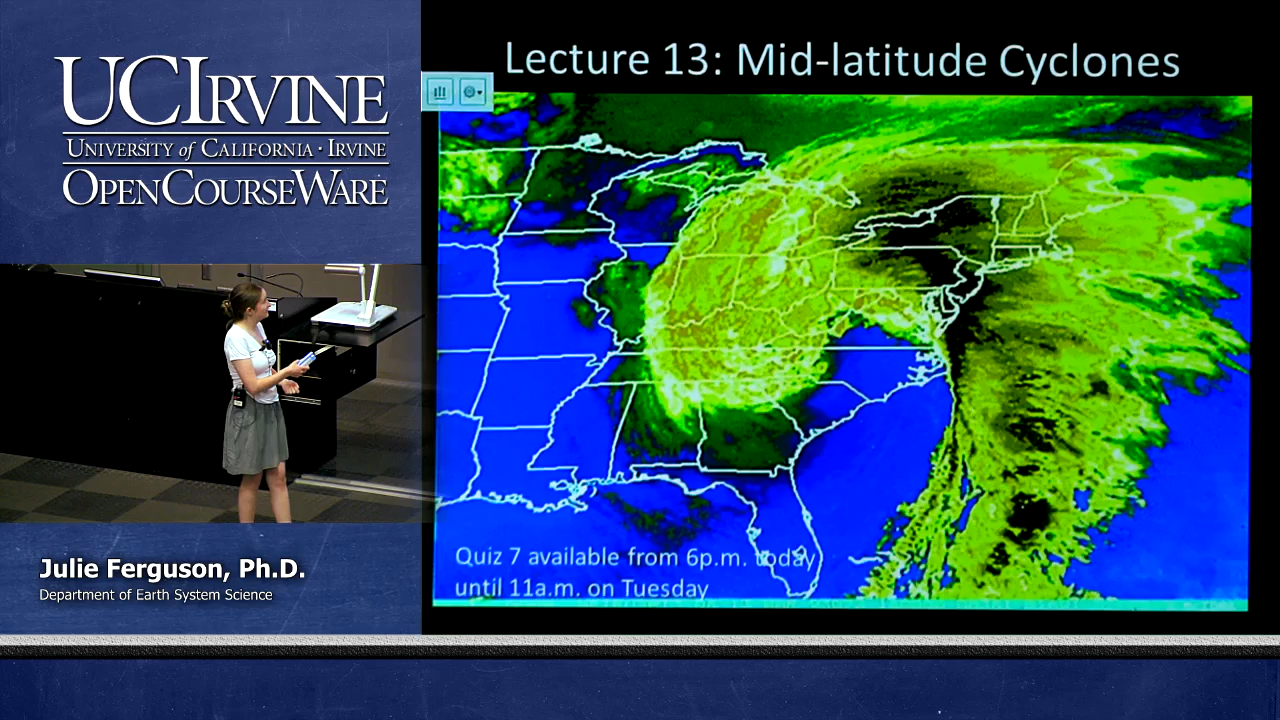 UCIRVINE
UNIVERSITY of CALIFORNIA · IRVINE
OPENCOURSEWARE
Julie Ferguson, Ph.D.
Department of Earth System Science
Lecture 13: Mid-latitude Cyclones
Quiz 7 available from 6p.m. today
until 11a.m. on Tuesday